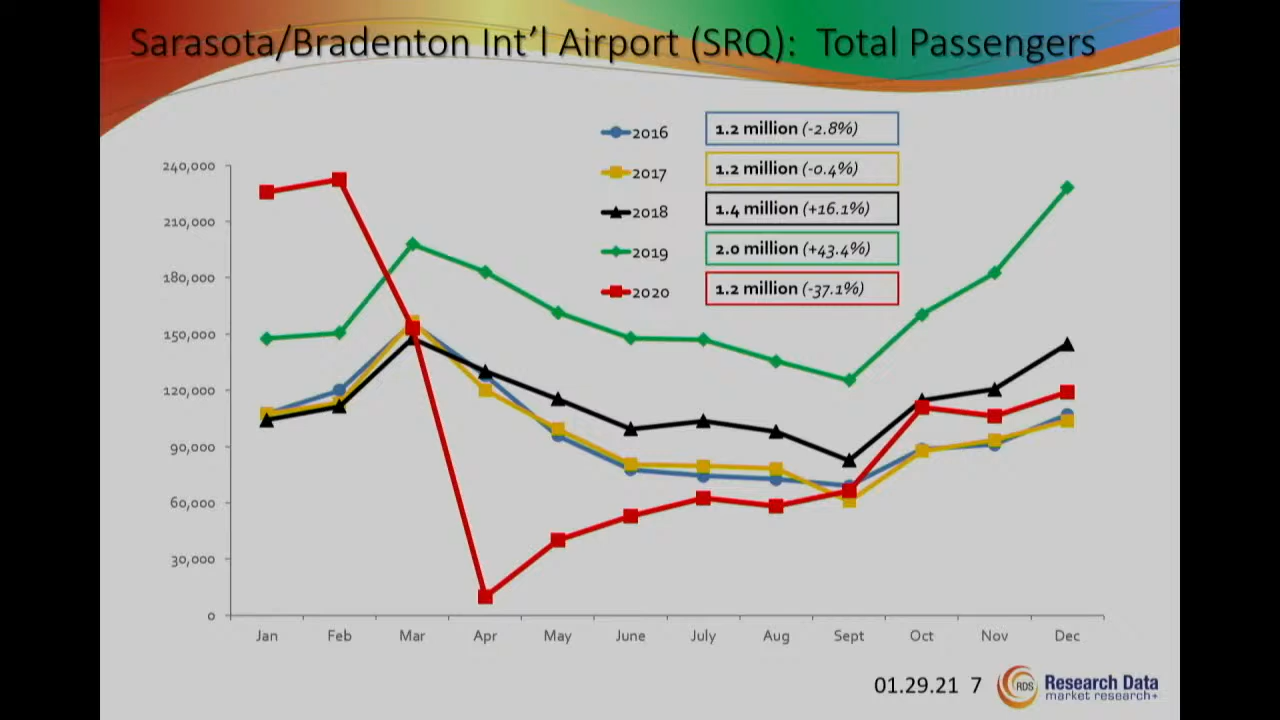 Sarasota/Bradenton Int'l Airport (SRQ): Total Passengers
2016 1.2 million (-2.8%)
2017 1.2 million (-0.4%)
2018 1.4 million (+16.1%)
2019 2.0 million (+43.4%)
2020 1.2 million (-37.1%)
240,000
210,000
180,000
150,000
120,000
90,000
60,000
30,000
0
Jan Feb Mar Apr May June July Aug Sept Oct Nov Dec
01.29.21 7
RDS Research Data
market research+